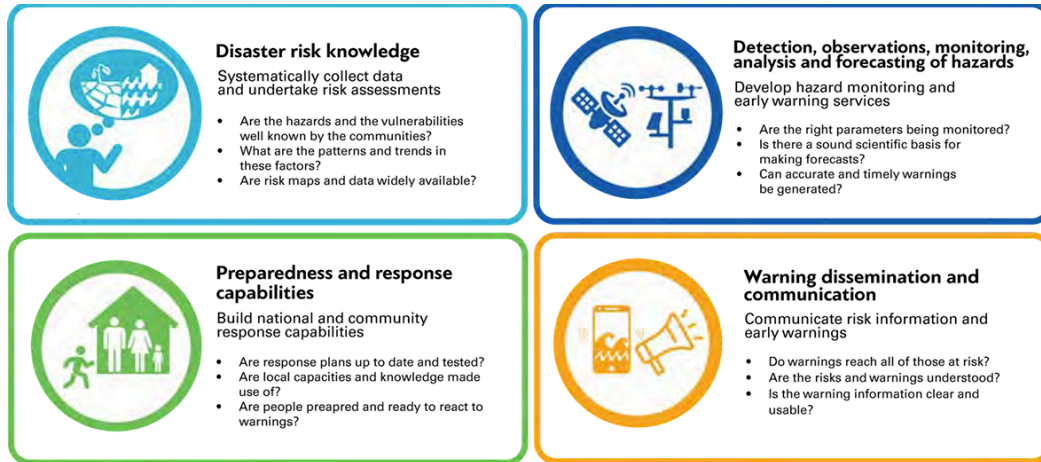 Disaster risk knowledge
Systematically collect data
and undertake risk assessments
• Are the hazards and the vulnerabilities
well known by the communities?
• What are the patterns and trends in
these factors?
• Are risk maps and data widely available?
Detection, observations, monitoring,
analysis and forecasting of hazards
Develop hazard monitoring and
early warning services
• Are the right parameters being monitored?
• Is there a sound scientific basis for
making forecasts?
• Can accurate and timely warnings
be generated?
Preparedness and response
capabilities
Build national and community
response capabilities
• Are response plans up to date and tested?
• Are local capacities and knowledge made
use of?
• Are people preapred and ready to react to
warnings?
Warning dissemination and
communication
Communicate risk information and
early warnings
• Do warnings reach all of those at risk?
• Are the risks and warnings understood?
• Is the warning information clear and
usable?